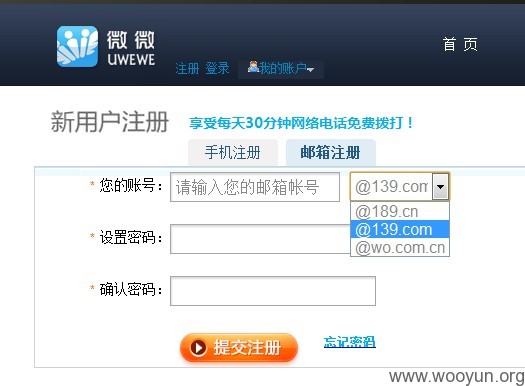 微微
UWEWE
首 页
注册 登录 我的账户
新用户注册 享受每天30分钟网络电话免费拨打！
手机注册 邮箱注册
* 您的账号： 请输入您的邮箱帐号 @139.com
@189.cn
@139.com
@wo.com.cn
* 设置密码：
* 确认密码：
提交注册 忘记密码
www.wooyun.org